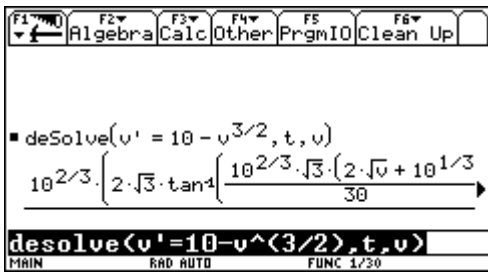 F1 F2 F3 F4 F5 F6
Algebra Calc Other PrgmIO Clean Up
deSolve(v' = 10 - v^3/2, t, v)
10^2/3·(2·√3·tan⁻¹(10^2/3·√3·(2·√v + 10^1/3
30
desolve(v'=10-v^(3/2),t,v)
MAIN RAD AUTO FUNC 1/30